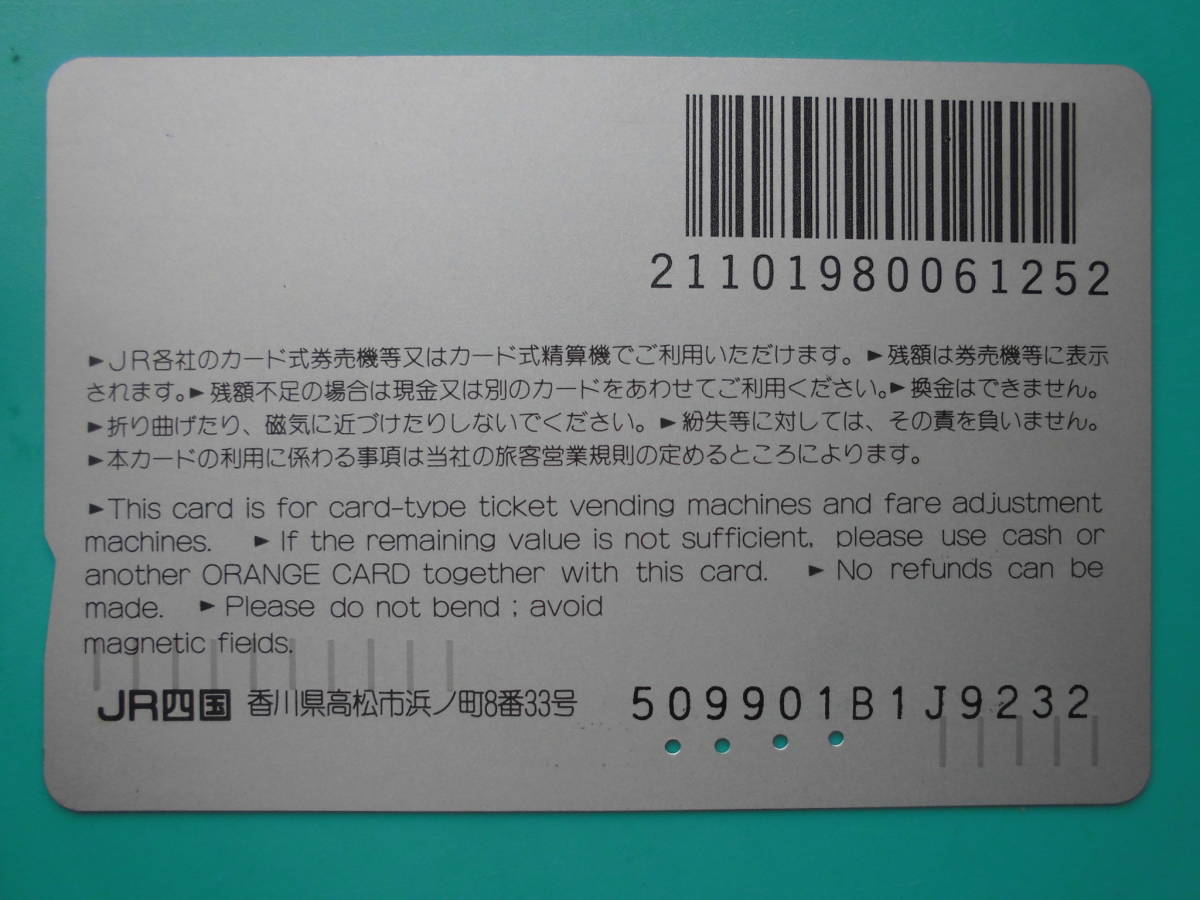 21101980061252
►JR各社のカード式券売機等又はカード式精算機でご利用いただけます。►残額は券売機等に表示
されます。►残額不足の場合は現金又は別のカードをあわせてご利用ください。►換金はできません。
►折り曲げたり、磁気に近づけたりしないでください。►紛失等に対しては、その責を負いません。
►本カードの利用に係わる事項は当社の旅客営業規則の定めるところによります。
►This card is for card-type ticket vending machines and fare adjustment
machines. ►If the remaining value is not sufficient, please use cash or
another ORANGE CARD together with this card. ►No refunds can be
made. ►Please do not bend ; avoid
magnetic fields.
JR四国 香川県高松市浜ノ町8番33号 509901B1J9232